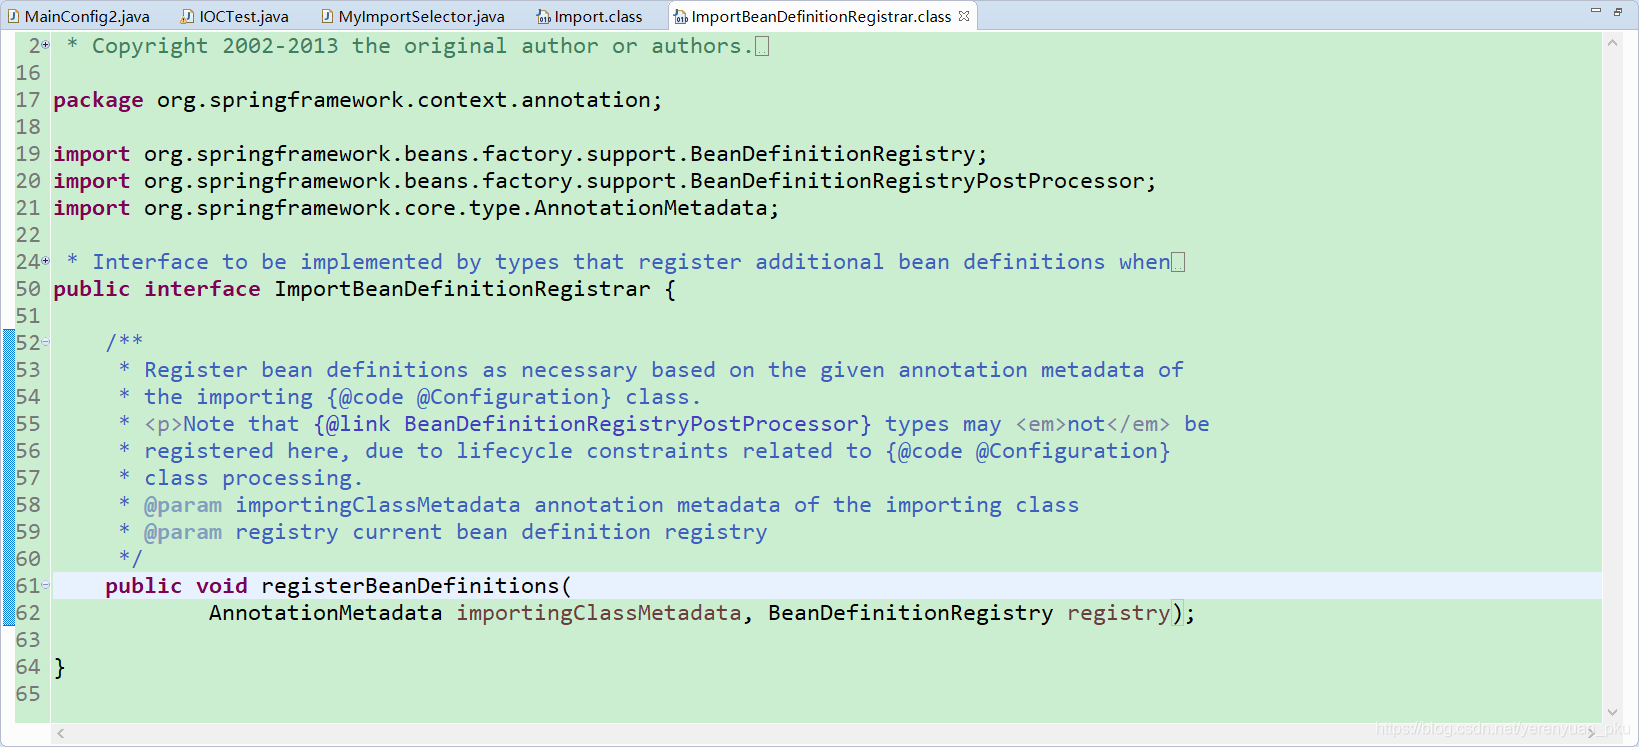 MainConfig2.java IOCTest.java MyImportSelector.java Import.class ImportBeanDefinitionRegistrar.class
2 * Copyright 2002-2013 the original author or authors.
16
17 package org.springframework.context.annotation;
18
19 import org.springframework.beans.factory.support.BeanDefinitionRegistry;
20 import org.springframework.beans.factory.support.BeanDefinitionRegistryPostProcessor;
21 import org.springframework.core.type.AnnotationMetadata;
22
24 * Interface to be implemented by types that register additional bean definitions when
50 public interface ImportBeanDefinitionRegistrar {
51
52 /**
53 * Register bean definitions as necessary based on the given annotation metadata of
54 * the importing {@code @Configuration} class.
55 * <p>Note that {@link BeanDefinitionRegistryPostProcessor} types may <em>not</em> be
56 * registered here, due to lifecycle constraints related to {@code @Configuration}
57 * class processing.
58 * @param importingClassMetadata annotation metadata of the importing class
59 * @param registry current bean definition registry
60 */
61 public void registerBeanDefinitions(
62 AnnotationMetadata importingClassMetadata, BeanDefinitionRegistry registry);
63
64 }
65
https://blog.csdn.net/yerenyuan_pku